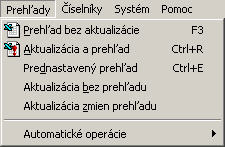 Prehľady Číselníky Systém Pomoc
Prehľad bez aktualizácie F3
Aktualizácia a prehľad Ctrl+R
Prednastavený prehľad Ctrl+E
Aktualizácia bez prehľadu
Aktualizácia zmien prehľadu
Automatické operácie